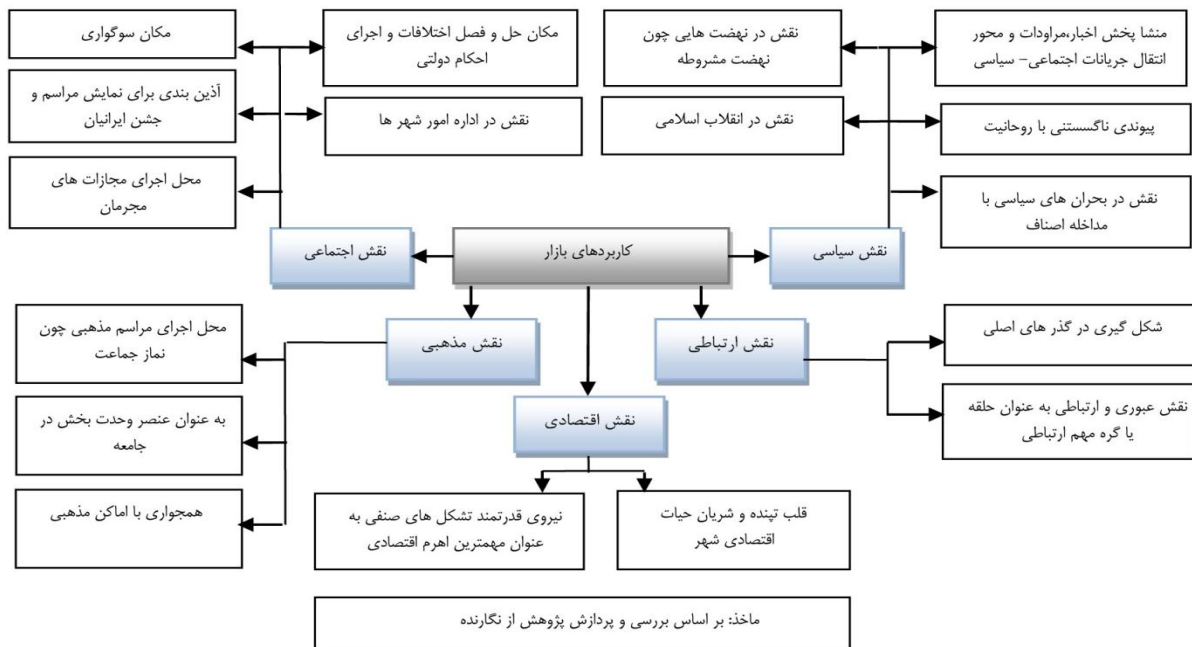 منشا پخش اخبار،مراودات و محور
انتقال جریانات اجتماعی– سیاسی
نقش در نهضت هایی چون
نهضت مشروطه
مکان حل و فصل اختلافات و اجرای
احکام دولتی
مکان سوگواری
پیوندی ناگسستنی با روحانیت
نقش در انقلاب اسلامی
نقش در اداره امور شهر ها
آذین بندی برای نمایش مراسم و
جشن ایرانیان
نقش در بحران های سیاسی با
مداخله اصناف
محل اجرای مجازات های
مجرمان
نقش سیاسی
کاربردهای بازار
نقش اجتماعی
نقش ارتباطی
نقش مذهبی
شکل گیری در گذر های اصلی
محل اجرای مراسم مذهبی چون
نماز جماعت
نقش عبوری و ارتباطی به عنوان حلقه
یا گره مهم ارتباطی
نقش اقتصادی
به عنوان عنصر وحدت بخش در
جامعه
قلب تپنده و شریان حیات
اقتصادی شهر
نیروی قدرتمند تشکل های صنفی به
عنوان مهمترین اهرم اقتصادی
همجواری با اماکن مذهبی
ماخذ: بر اساس بررسی و پردازش پژوهش از نگارنده